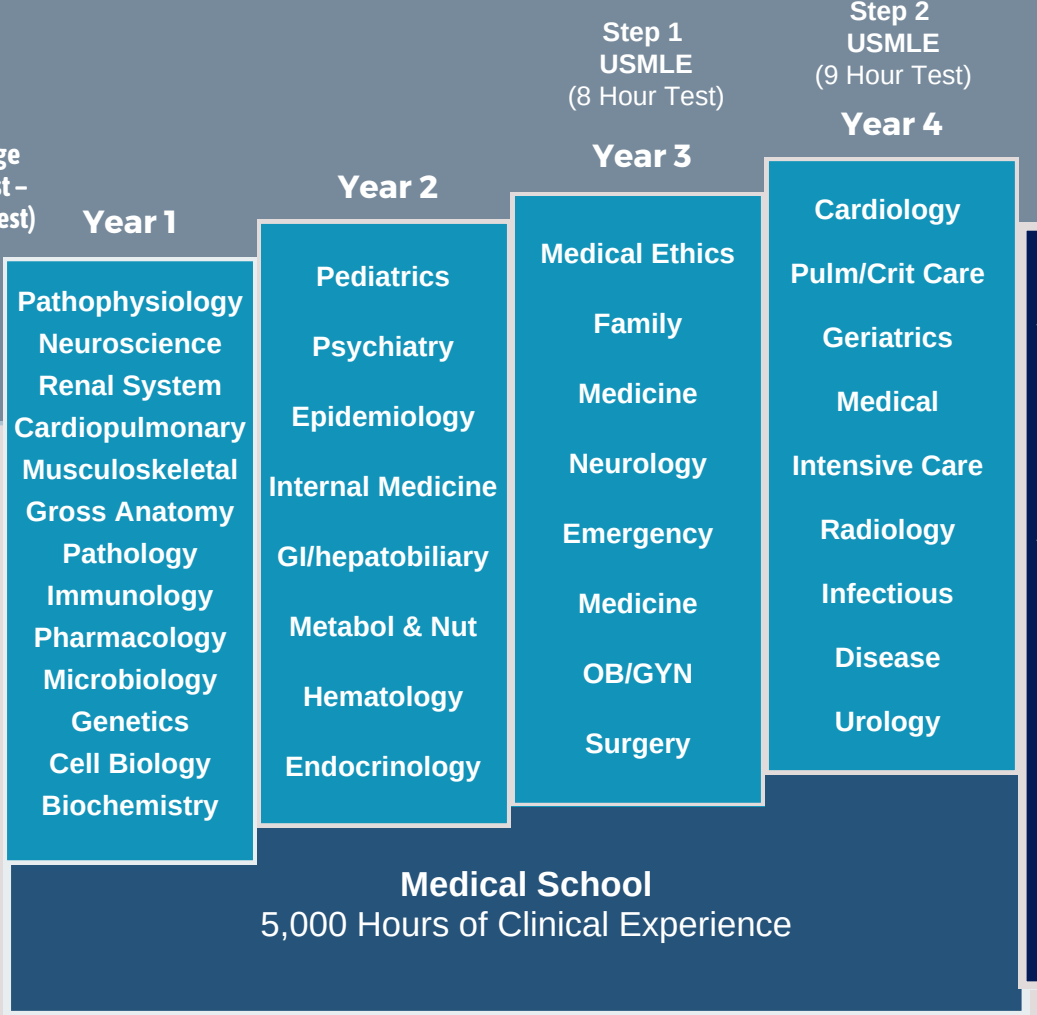 ge
st –
est)
Year 1
Pathophysiology
Neuroscience
Renal System
Cardiopulmonary
Musculoskeletal
Gross Anatomy
Pathology
Immunology
Pharmacology
Microbiology
Genetics
Cell Biology
Biochemistry
Year 2
Pediatrics
Psychiatry
Epidemiology
Internal Medicine
GI/hepatobiliary
Metabol & Nut
Hematology
Endocrinology
Step 1
USMLE
(8 Hour Test)
Year 3
Medical Ethics
Family
Medicine
Neurology
Emergency
Medicine
OB/GYN
Surgery
Step 2
USMLE
(9 Hour Test)
Year 4
Cardiology
Pulm/Crit Care
Geriatrics
Medical
Intensive Care
Radiology
Infectious
Disease
Urology
Medical School
5,000 Hours of Clinical Experience